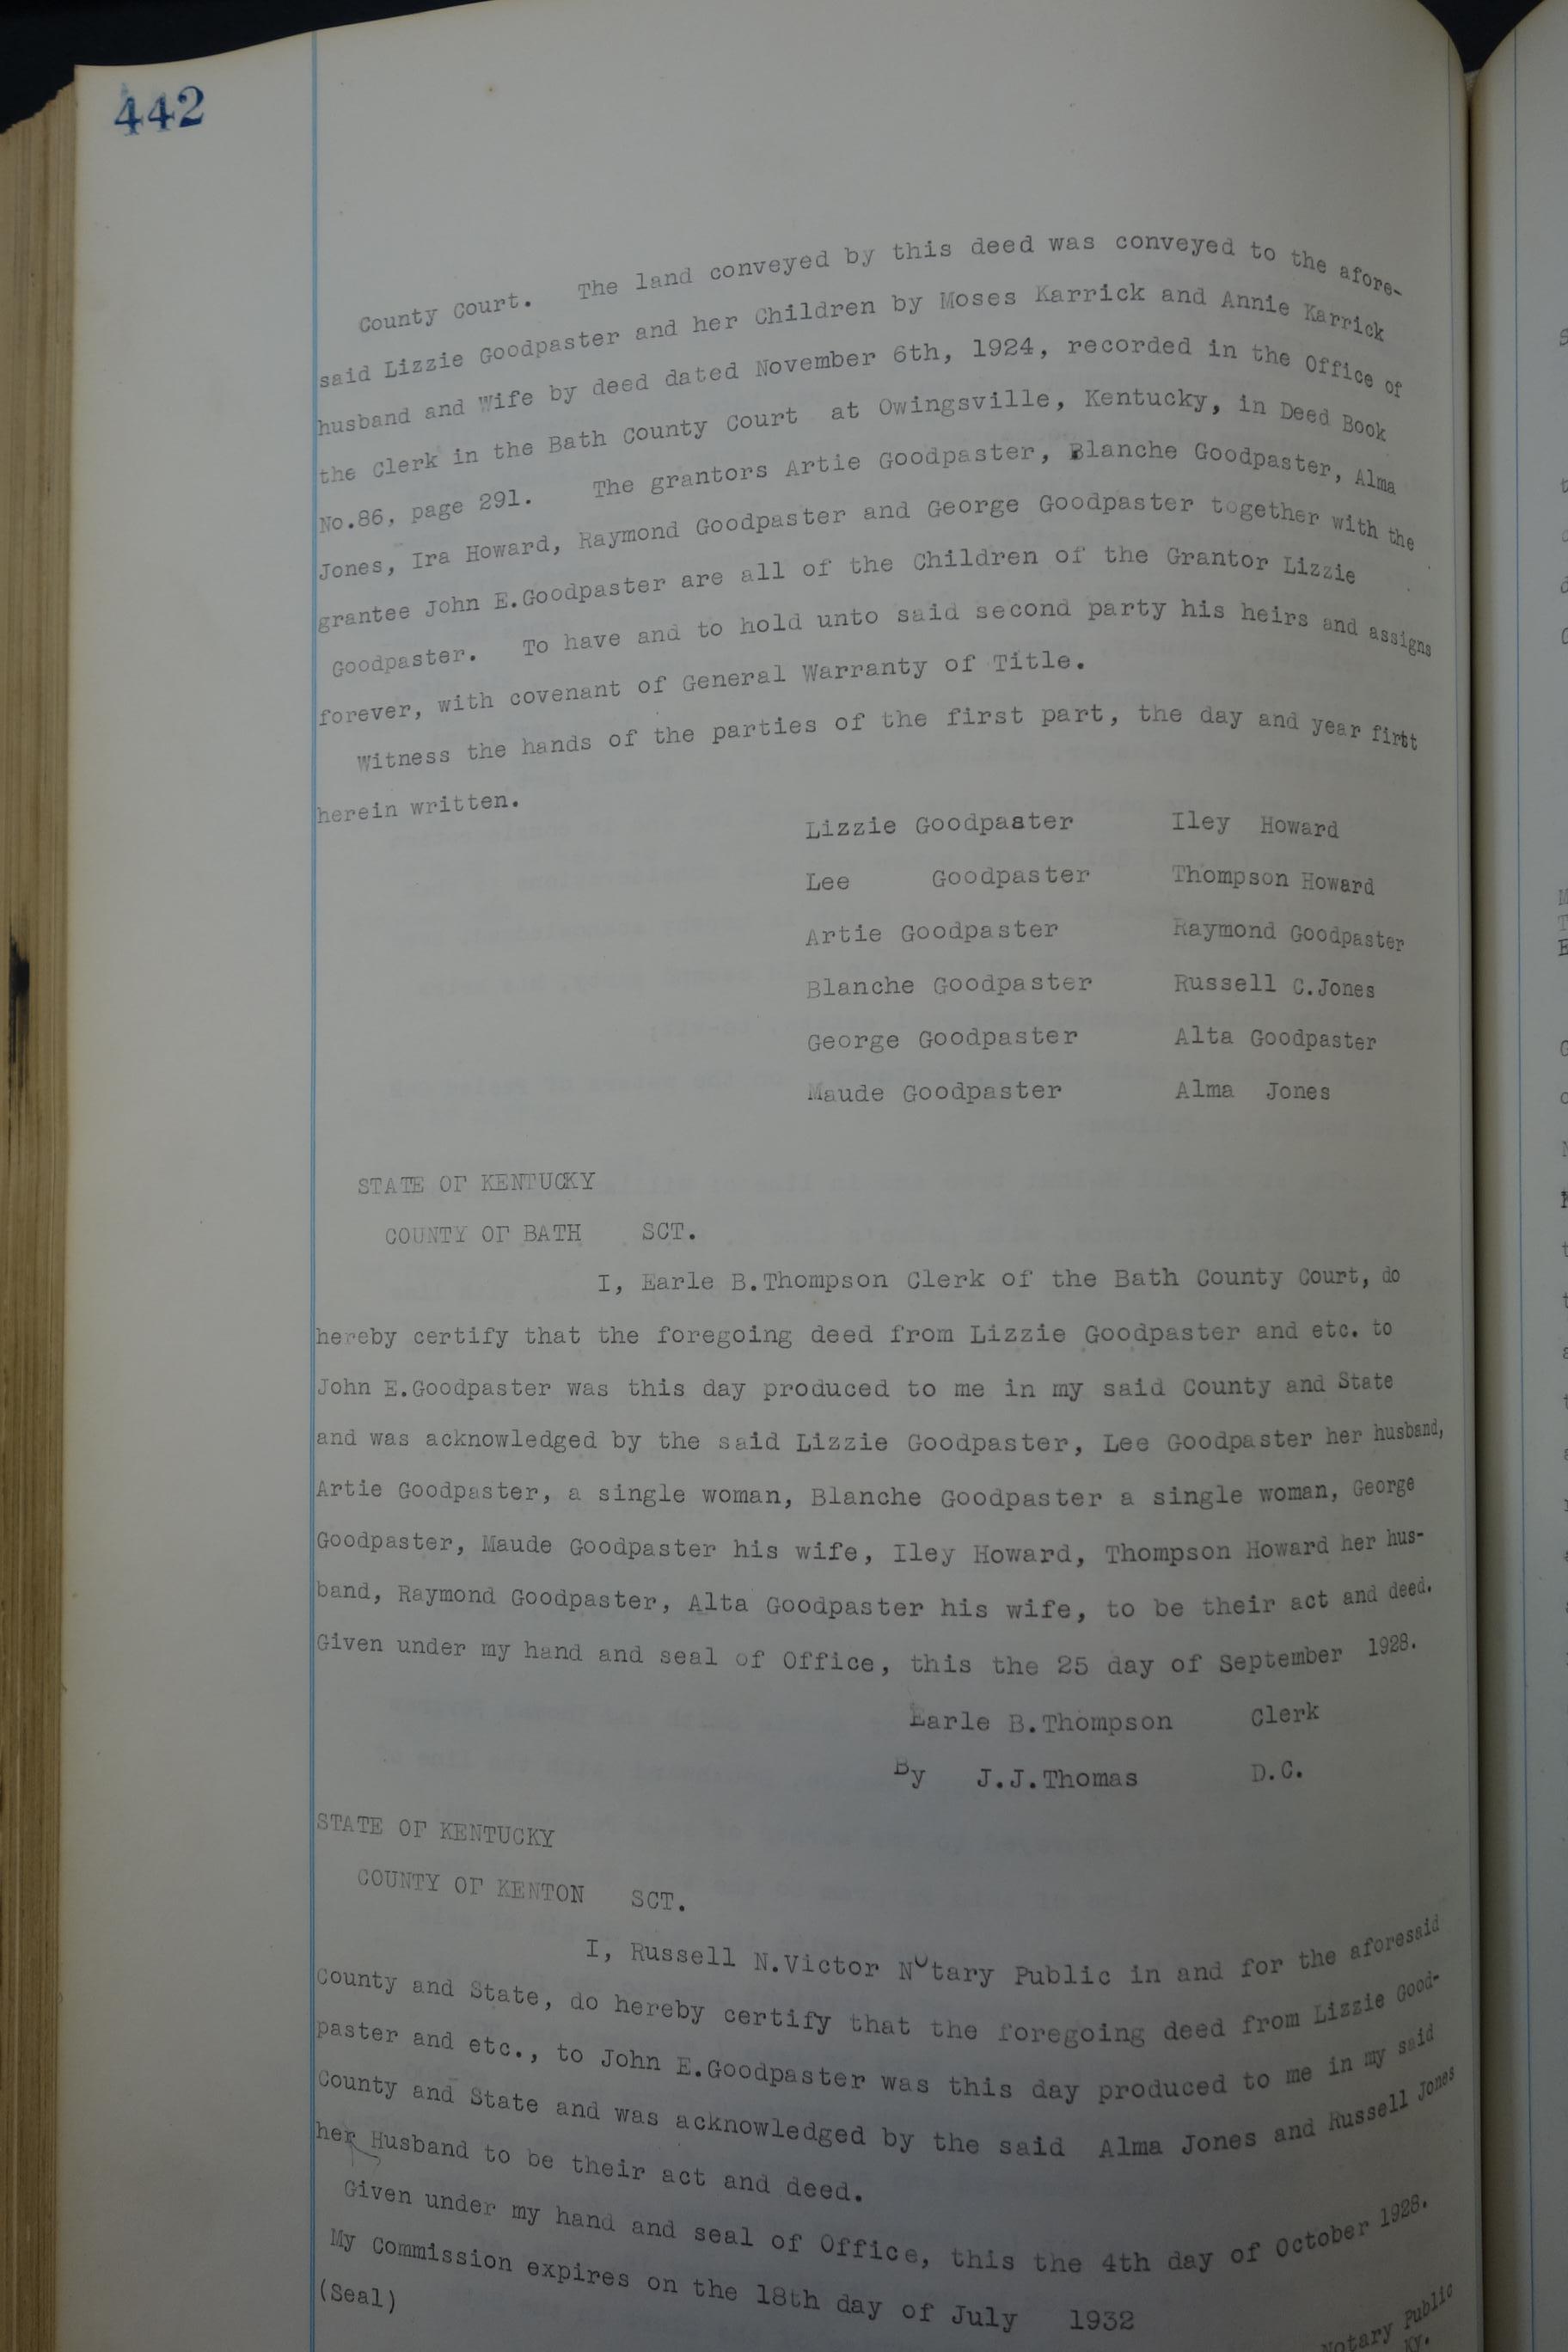 442
County Court. The land conveyed by this deed was conveyed to the afore-
said Lizzie Goodpaster and her Children by Moses Karrick and Annie Karrick
husband and Wife by deed dated November 6th, 1924, recorded in the Office of
the Clerk in the Bath County Court at Owingsville, Kentucky, in Deed Book
No.86, page 291. The grantors Artie Goodpaster, Blanche Goodpaster, Alma
Jones, Ira Howard, Raymond Goodpaster and George Goodpaster together with the
grantee John E.Goodpaster are all of the Children of the Grantor Lizzie
Goodpaster. To have and to hold unto said second party his heirs and assigns
forever, with covenant of General Warranty of Title.
Witness the hands of the parties of the first part, the day and year first
herein written.
Lizzie Goodpaster Iley Howard
Lee Goodpaster Thompson Howard
Artie Goodpaster Raymond Goodpaster
Blanche Goodpaster Russell C.Jones
George Goodpaster Alta Goodpaster
Maude Goodpaster Alma Jones
STATE OF KENTUCKY
COUNTY OF BATH SCT.
I, Earle B.Thompson Clerk of the Bath County Court, do
hereby certify that the foregoing deed from Lizzie Goodpaster and etc. to
John E.Goodpaster was this day produced to me in my said County and State
and was acknowledged by the said Lizzie Goodpaster, Lee Goodpaster her husband,
Artie Goodpaster, a single woman, Blanche Goodpaster a single woman, George
Goodpaster, Maude Goodpaster his wife, Iley Howard, Thompson Howard her hus-
band, Raymond Goodpaster, Alta Goodpaster his wife, to be their act and deed.
Given under my hand and seal of Office, this the 25 day of September 1928.
Earle B.Thompson Clerk
By J.J.Thomas D.C.
STATE OF KENTUCKY
COUNTY OF KENTON SCT.
I, Russell N.Victor Notary Public in and for the aforesaid
County and State, do hereby certify that the foregoing deed from Lizzie Good-
paster and etc., to John E.Goodpaster was this day produced to me in my said
County and State and was acknowledged by the said Alma Jones and Russell Jones
her Husband to be their act and deed.
Given under my hand and seal of Office, this the 4th day of October 1928.
My Commission expires on the 18th day of July 1932
(Seal)
Notary Public
Ky.